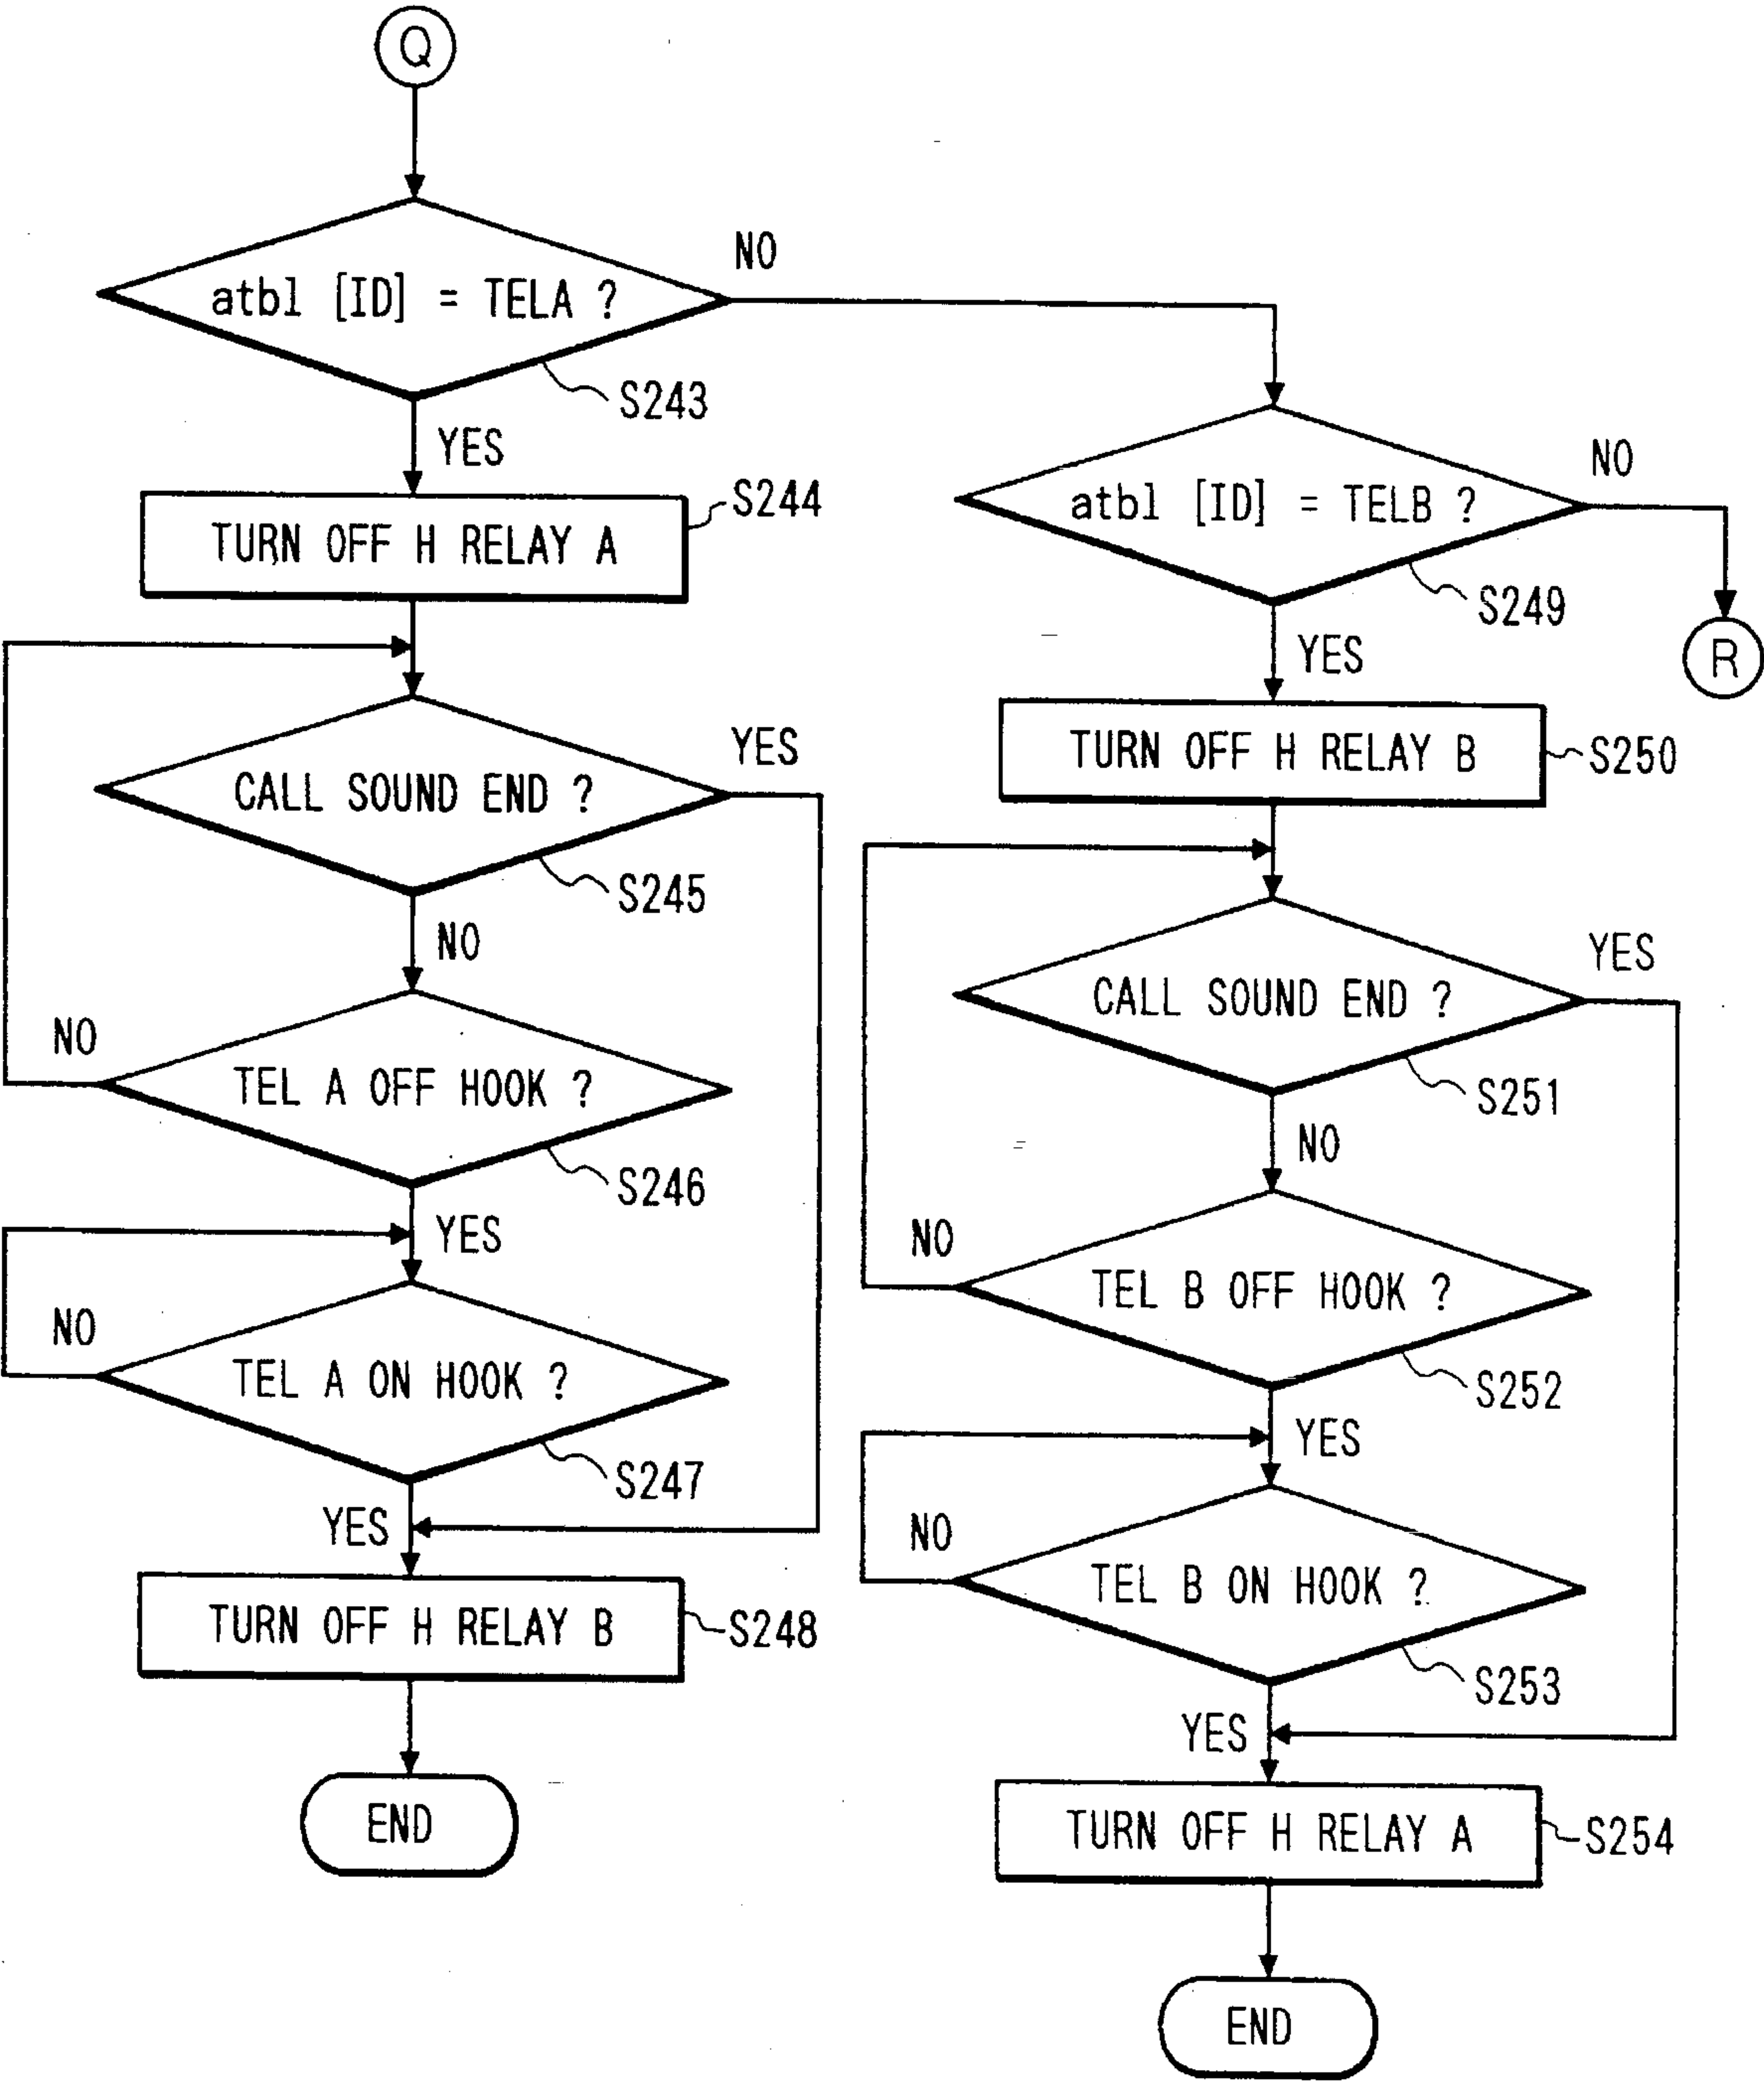 Q
atbl [ID] = TELA ?
NO
S243
YES
TURN OFF H RELAY A
S244
CALL SOUND END ?
YES
S245
NO
TEL A OFF HOOK ?
NO
S246
YES
TEL A ON HOOK ?
NO
S247
YES
TURN OFF H RELAY B
S248
END
atbl [ID] = TELB ?
NO
R
S249
YES
TURN OFF H RELAY B
S250
CALL SOUND END ?
YES
S251
NO
TEL B OFF HOOK ?
NO
S252
YES
TEL B ON HOOK ?
NO
S253
YES
TURN OFF H RELAY A
S254
END